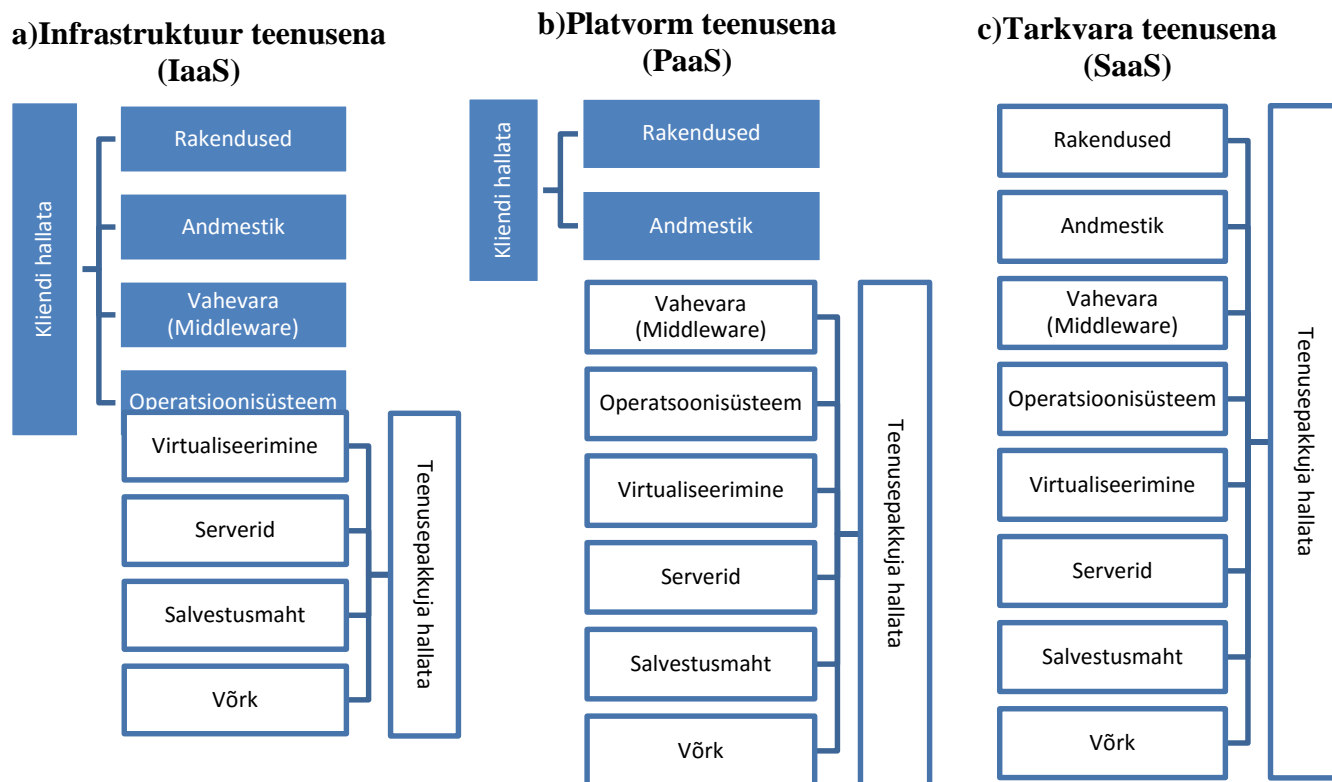 a)Infrastruktuur teenusena
(IaaS)
Kliendi hallata
Rakendused
Andmestik
Vahevara
(Middleware)
Operatsioonisüsteem
Virtualiseerimine
Serverid
Salvestusmaht
Võrk
Teenusepakkuja hallata
b)Platvorm teenusena
(PaaS)
Kliendi hallata
Rakendused
Andmestik
Vahevara
(Middleware)
Operatsoonisüsteem
Virtualiseerimine
Serverid
Salvestusmaht
Võrk
Teenusepakkuja hallata
c)Tarkvara teenusena
(SaaS)
Rakendused
Andmestik
Vahevara
(Middleware)
Operatsioonisüsteem
Virtualiseerimine
Serverid
Salvestusmaht
Võrk
Teenusepakkuja hallata